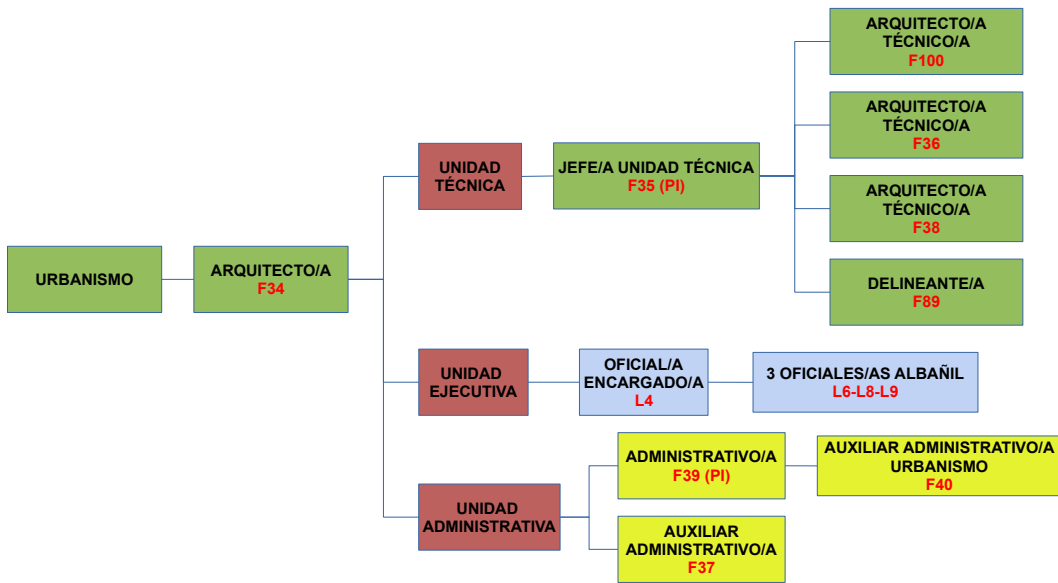 URBANISMO
ARQUITECTO/A
F34
UNIDAD
TÉCNICA
JEFE/A UNIDAD TÉCNICA
F35 (PI)
ARQUITECTO/A
TÉCNICO/A
F100
ARQUITECTO/A
TÉCNICO/A
F36
ARQUITECTO/A
TÉCNICO/A
F38
DELINEANTE/A
F89
UNIDAD
EJECUTIVA
OFICIAL/A
ENCARGADO/A
L4
3 OFICIALES/AS ALBAÑIL
L6-L8-L9
UNIDAD
ADMINISTRATIVA
ADMINISTRATIVO/A
F39 (PI)
AUXILIAR ADMINISTRATIVO/A
URBANISMO
F40
AUXILIAR
ADMINISTRATIVO/A
F37